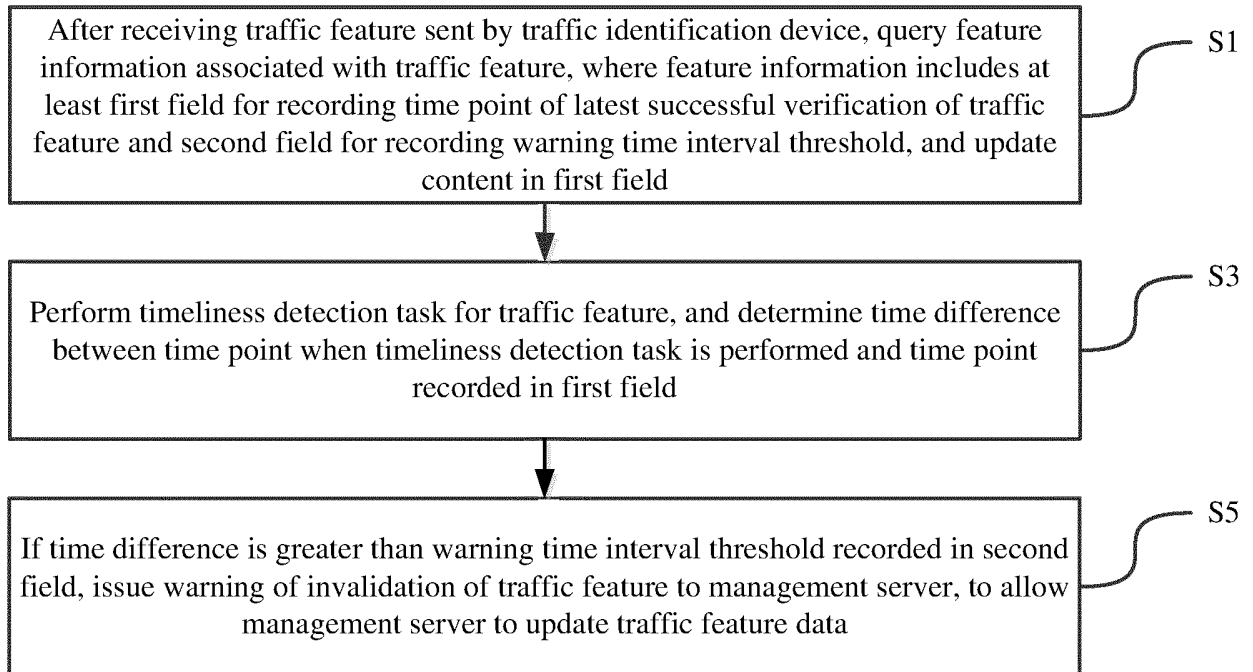 After receiving traffic feature sent by traffic identification device, query feature
information associated with traffic feature, where feature information includes at
least first field for recording time point of latest successful verification of traffic
feature and second field for recording warning time interval threshold, and update
content in first field
S1
Perform timeliness detection task for traffic feature, and determine time difference
between time point when timeliness detection task is performed and time point
recorded in first field
S3
If time difference is greater than warning time interval threshold recorded in second
field, issue warning of invalidation of traffic feature to management server, to allow
management server to update traffic feature data
S5